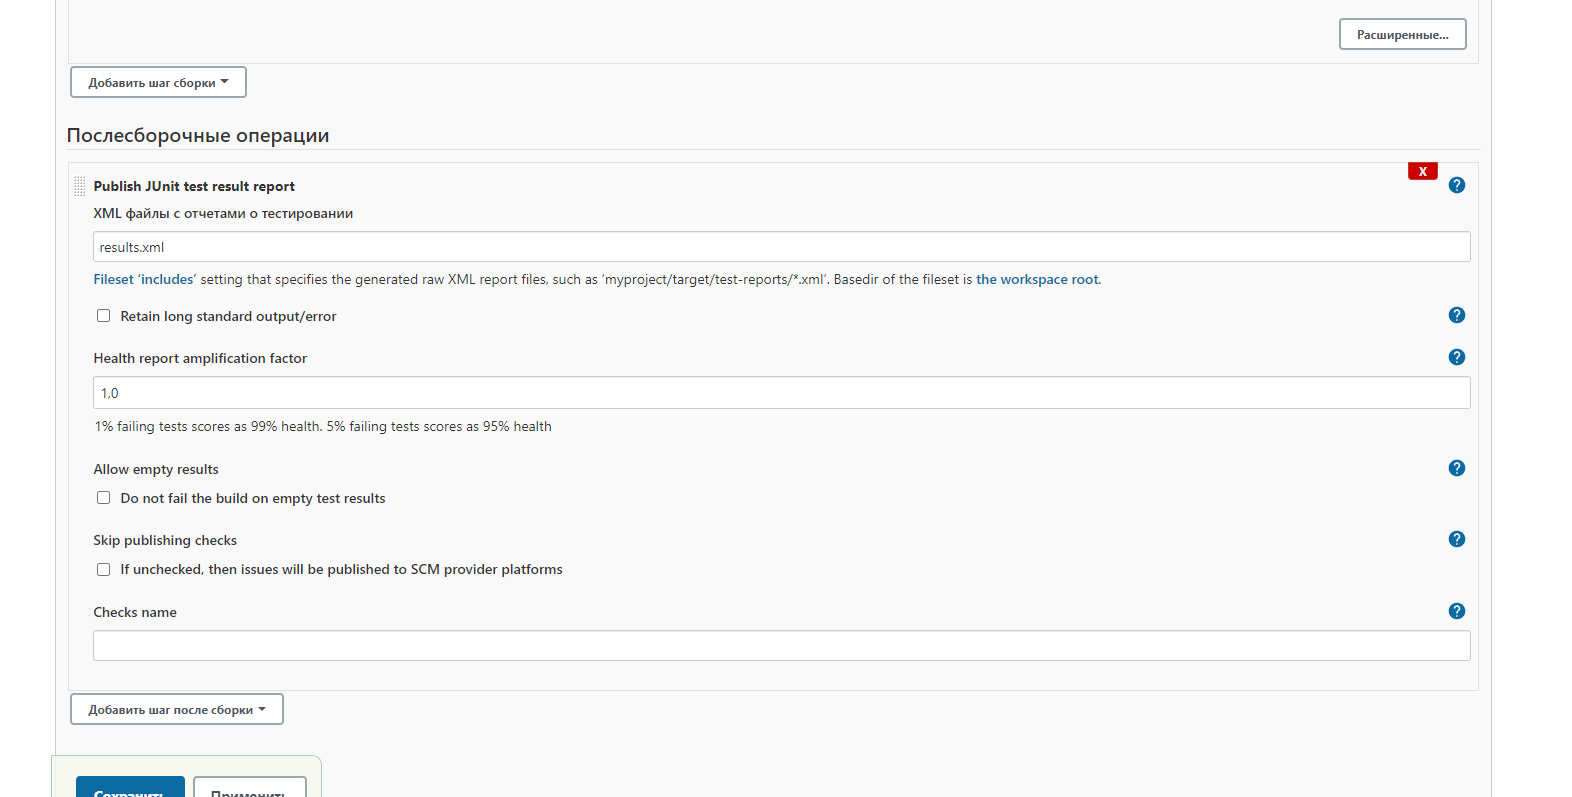 Расширенные...
Добавить шаг сборки
Послесборочные операции
X
Publish JUnit test result report
?
XML файлы с отчетами о тестировании
results.xml
Fileset ‘includes’ setting that specifies the generated raw XML report files, such as ‘myproject/target/test-reports/*.xml’. Basedir of the fileset is the workspace root.
Retain long standard output/error
?
Health report amplification factor
?
1,0
1% failing tests scores as 99% health. 5% failing tests scores as 95% health
Allow empty results
?
Do not fail the build on empty test results
Skip publishing checks
?
If unchecked, then issues will be published to SCM provider platforms
Checks name
?
Добавить шаг после сборки
Сохранить
Применить